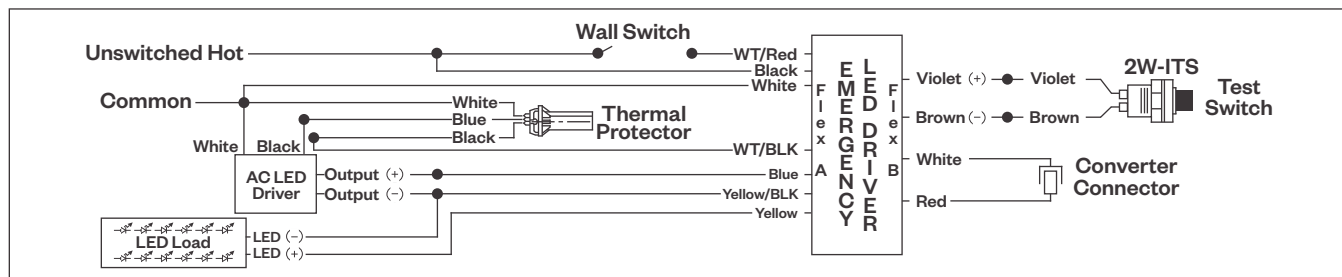 Wall Switch
Unswitched Hot
WT/Red
Black
White
Common
White
Blue
Black
Thermal
Protector
White
Black
WT/BLK
AC LED
Driver
Output (+)
Output (-)
Blue
Yellow/BLK
Yellow
LED Load
LED (-)
LED (+)
Flex A
EMERGENCY
LED DRIVER
Flex B
Violet (+)
Violet
2W-ITS
Test
Switch
Brown (-)
Brown
White
Red
Converter
Connector